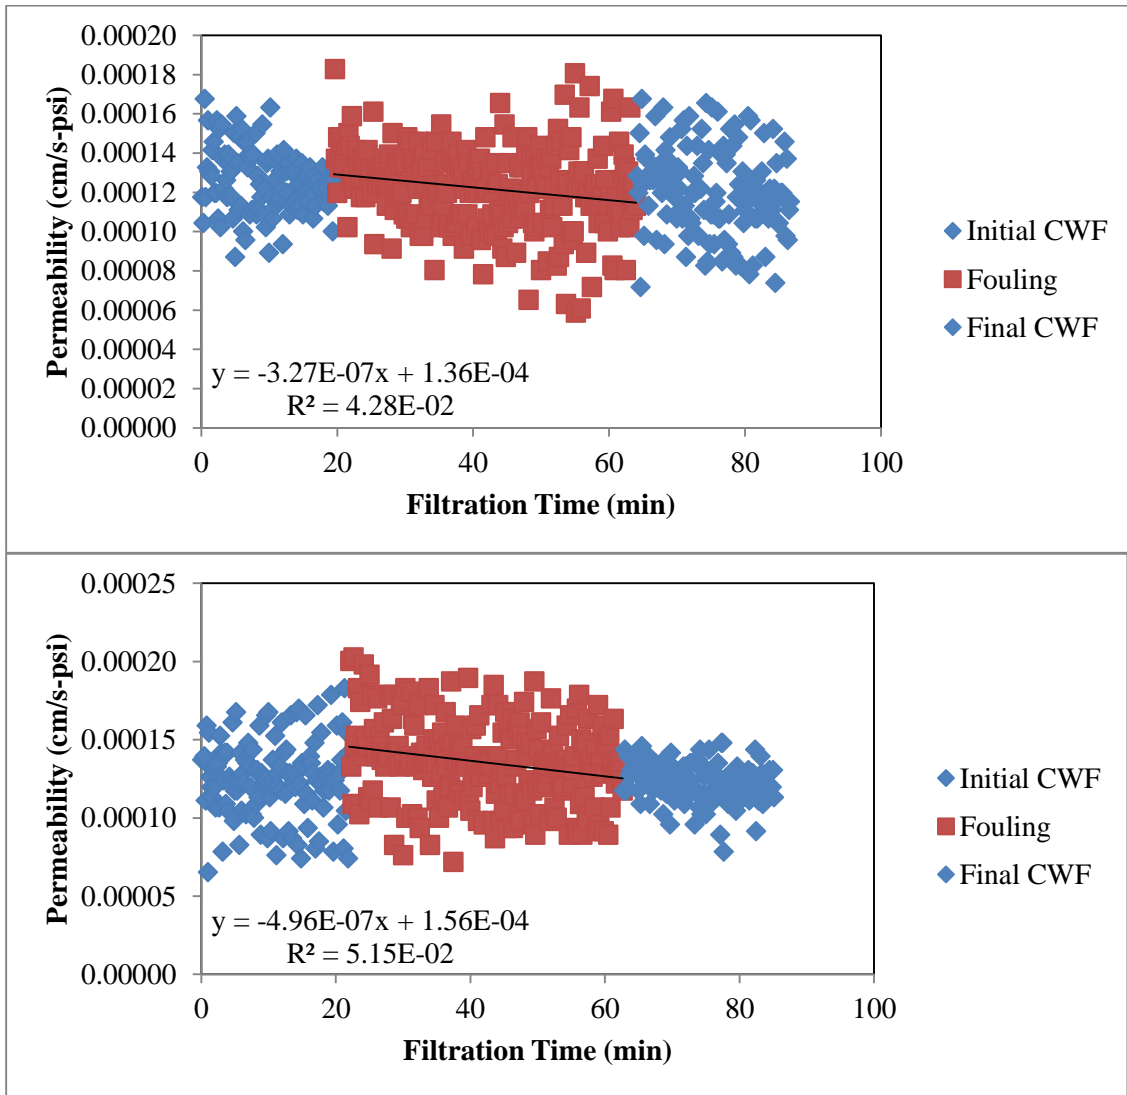 Permeability (cm/s-psi)
0.00020
0.00018
0.00016
0.00014
0.00012
0.00010
0.00008
0.00006
0.00004
0.00002
0.00000
y = -3.27E-07x + 1.36E-04
R² = 4.28E-02
0 20 40 60 80 100
Filtration Time (min)
Initial CWF
Fouling
Final CWF
Permeability (cm/s-psi)
0.00025
0.00020
0.00015
0.00010
0.00005
0.00000
y = -4.96E-07x + 1.56E-04
R² = 5.15E-02
0 20 40 60 80 100
Filtration Time (min)
Initial CWF
Fouling
Final CWF